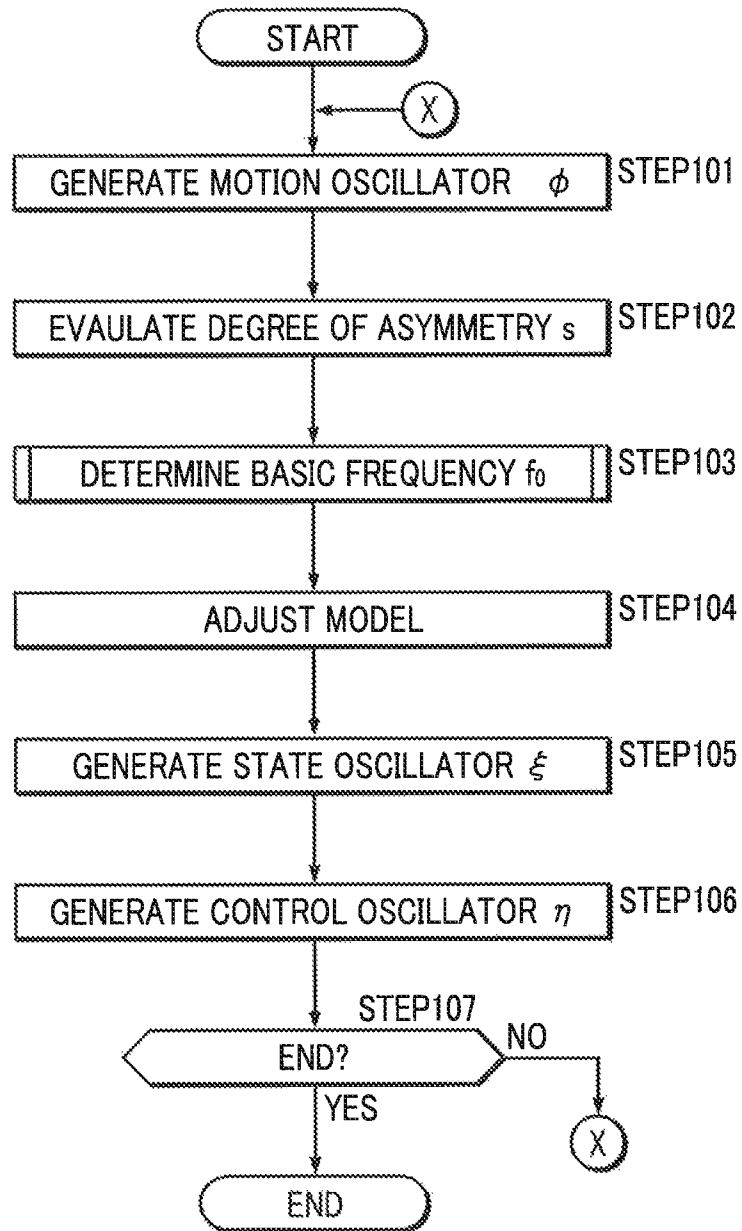 START
X
GENERATE MOTION OSCILLATOR ϕ STEP101
EVAULATE DEGREE OF ASYMMETRY s STEP102
DETERMINE BASIC FREQUENCY f₀ STEP103
ADJUST MODEL STEP104
GENERATE STATE OSCILLATOR ξ STEP105
GENERATE CONTROL OSCILLATOR η STEP106
STEP107
END? NO
YES
X
END